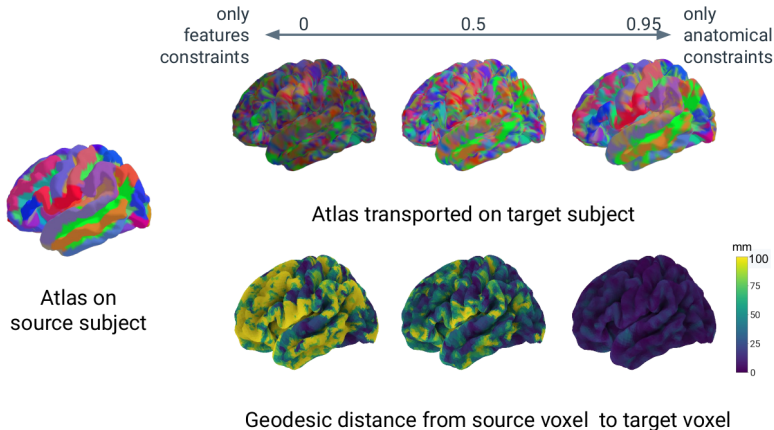 only
features
constraints
0
0.5
0.95
only
anatomical
constraints
Atlas transported on target subject
Atlas on
source subject
mm
100
75
50
25
0
Geodesic distance from source voxel to target voxel